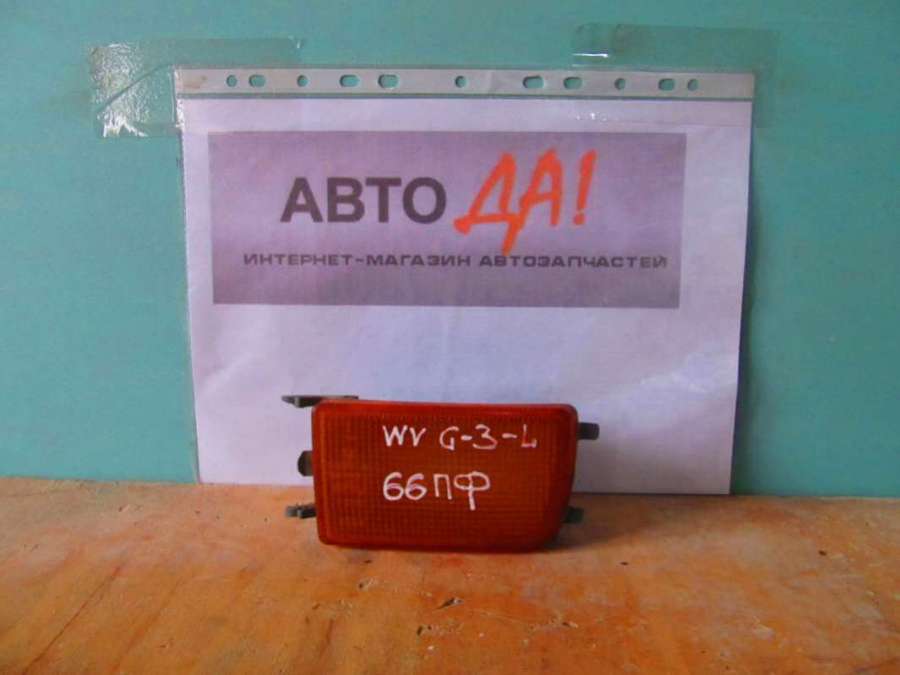 АВТО ДА!
ИНТЕРНЕТ-МАГАЗИН АВТОЗАПЧАСТЕЙ
WV G-3-L
66ПФ